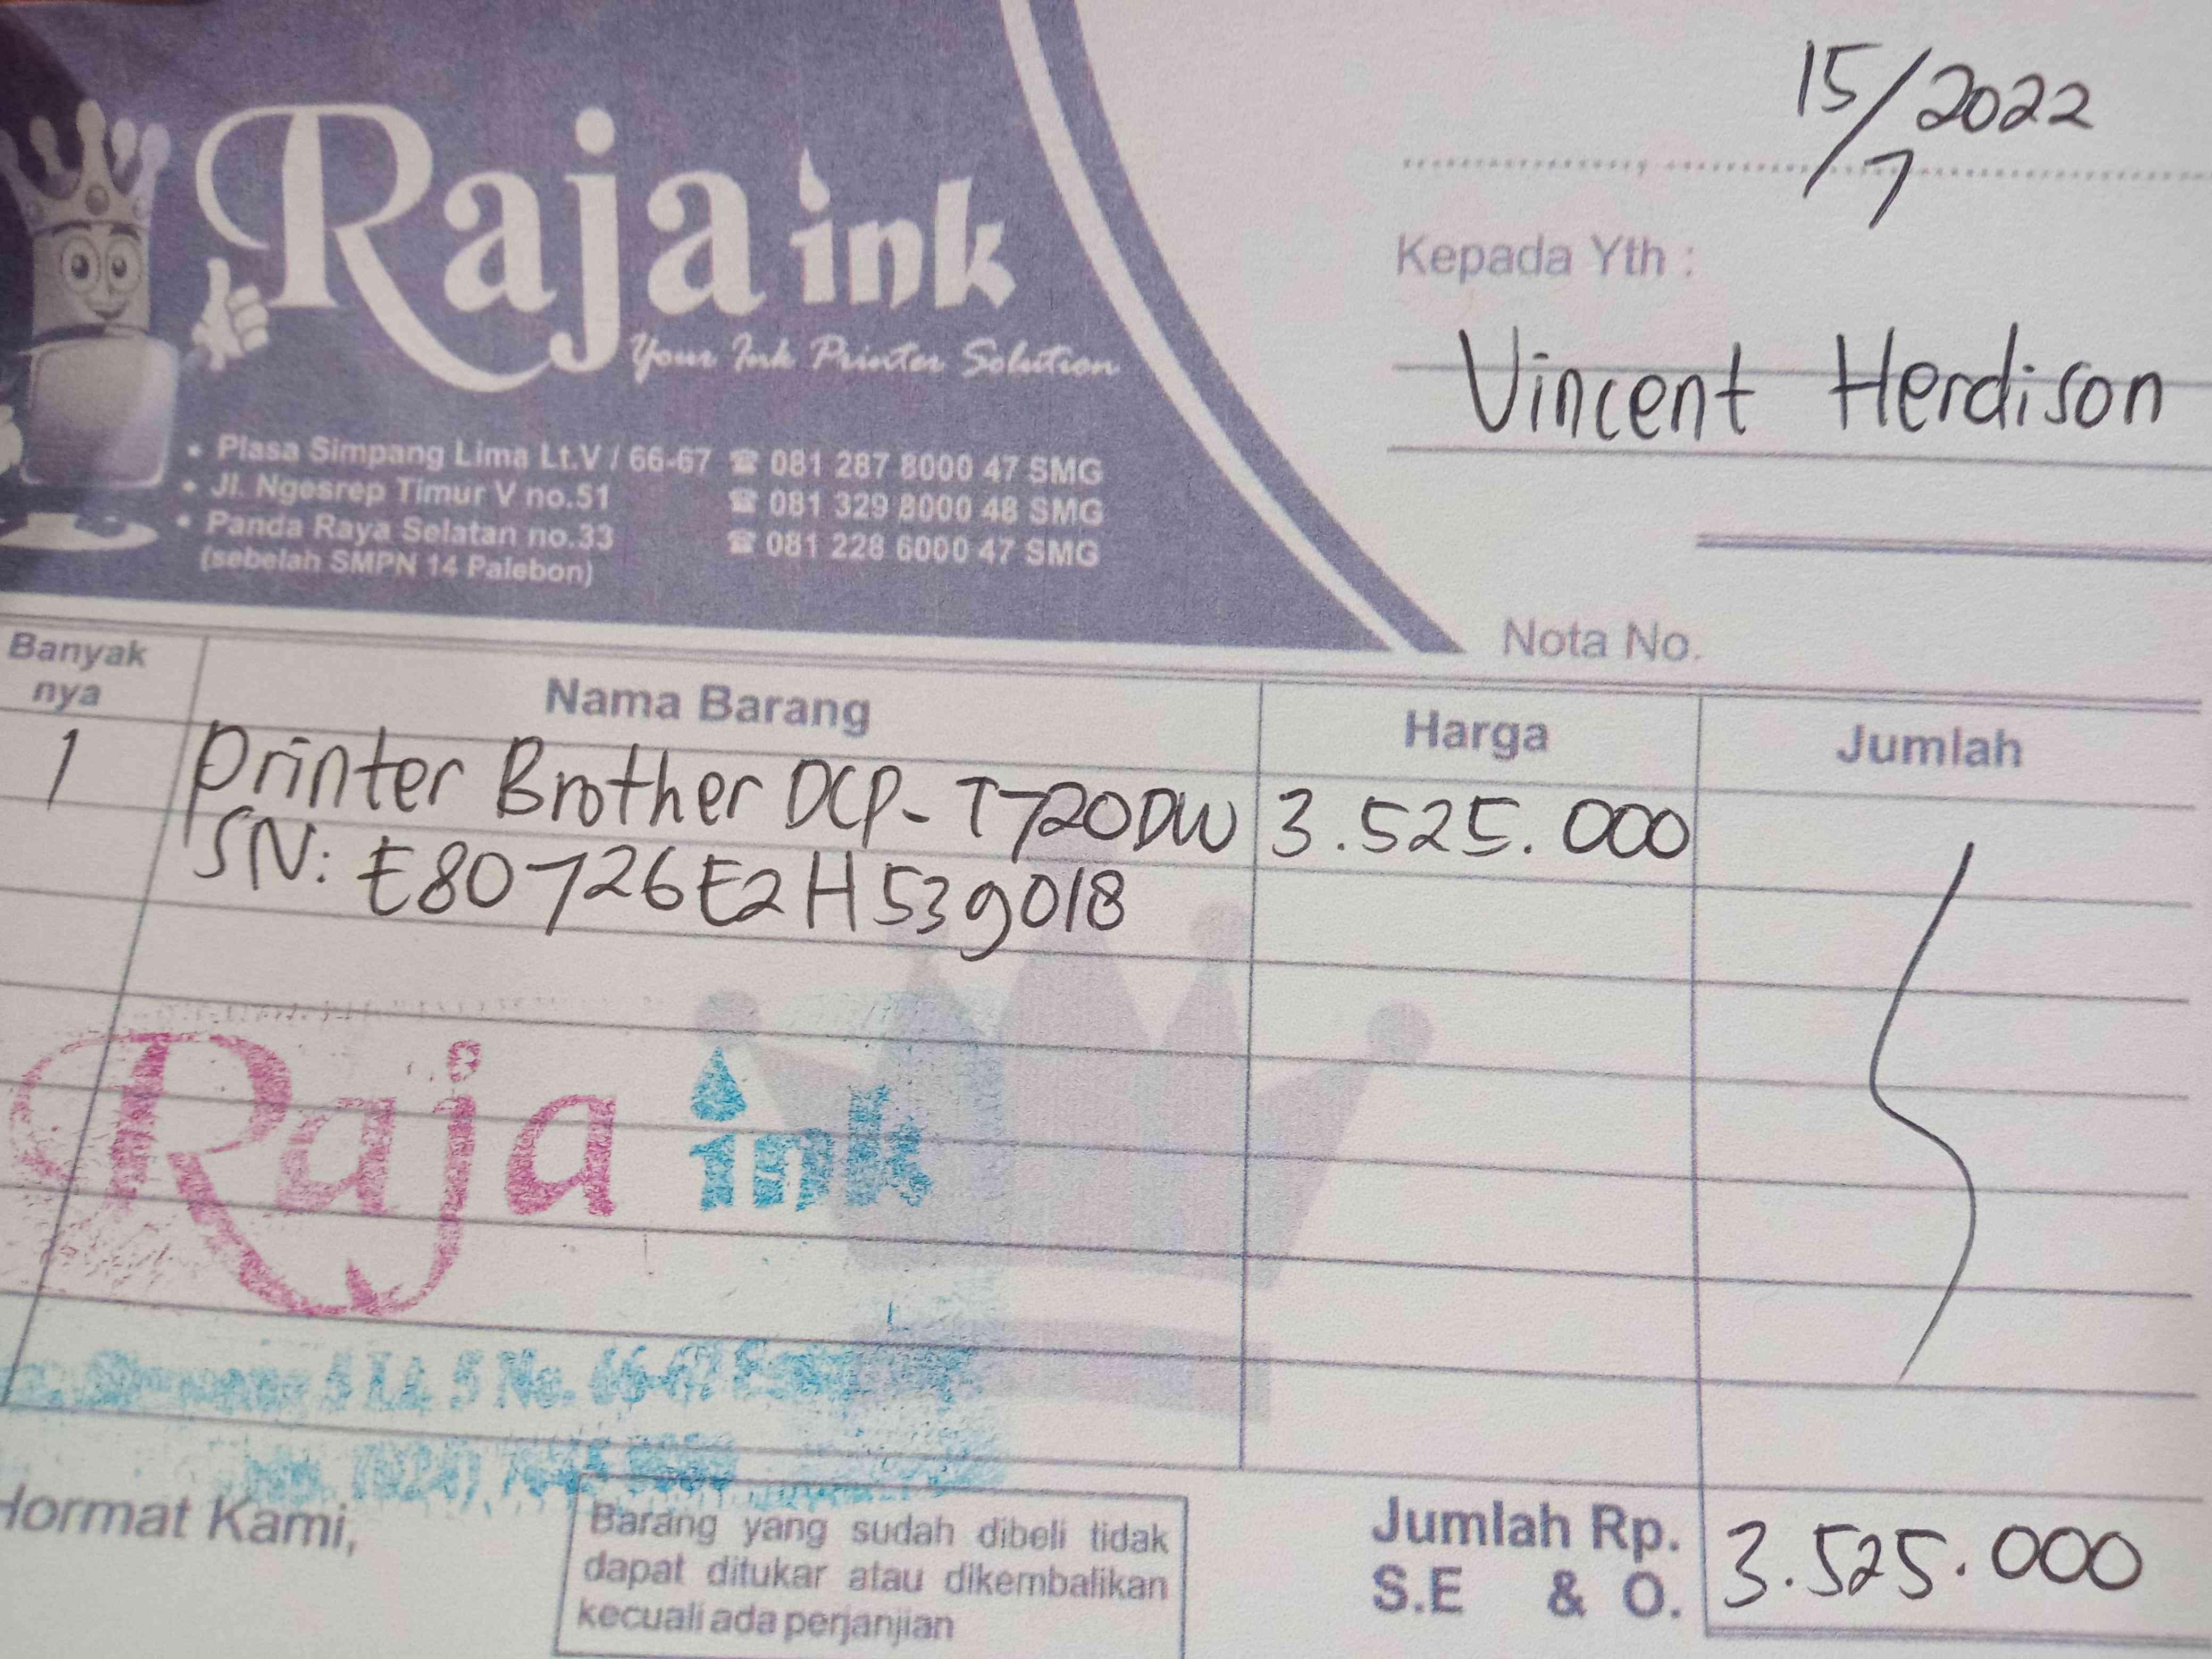 Raja ink
Your Ink Printer Solution
• Plasa Simpang Lima Lt.V / 66-67 ☎ 081 287 8000 47 SMG
• Jl. Ngesrep Timur V no.51 ☎ 081 329 8000 48 SMG
• Panda Raya Selatan no.33 ☎ 081 228 6000 47 SMG
(sebelah SMPN 14 Palebon)
15/7 2022
Kepada Yth :
Vincent Herdison
Nota No.
Banyak nya Nama Barang Harga Jumlah
1 Printer Brother DCP-T720DW 3.525.000
SN: E80726E2H539018
Raja ink
5 No. 66-67
Hormat Kami,
Barang yang sudah dibeli tidak
dapat ditukar atau dikembalikan
kecuali ada perjanjian
Jumlah Rp. 3.525.000
S.E & O.